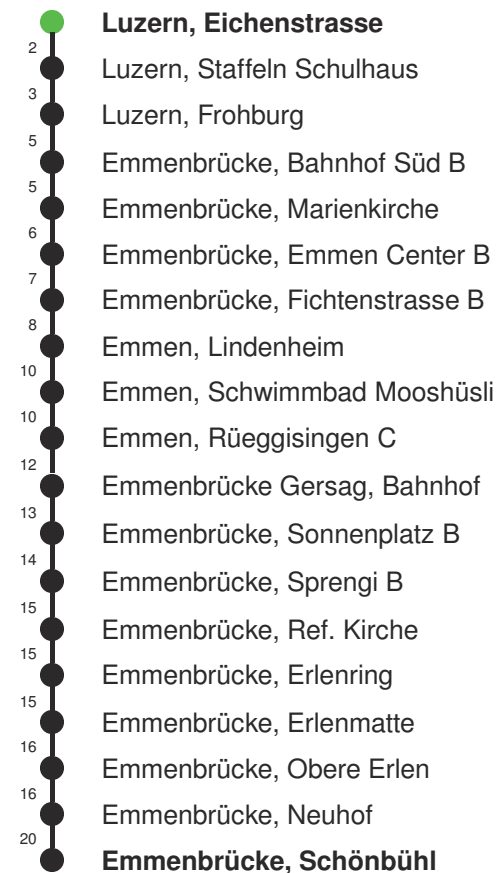 Luzern, Eichenstrasse
2
Luzern, Staffeln Schulhaus
3
Luzern, Frohburg
5
Emmenbrücke, Bahnhof Süd B
5
Emmenbrücke, Marienkirche
6
Emmenbrücke, Emmen Center B
7
Emmenbrücke, Fichtenstrasse B
8
Emmen, Lindenheim
10
Emmen, Schwimmbad Mooshüsli
10
Emmen, Rüeggisingen C
12
Emmenbrücke Gersag, Bahnhof
13
Emmenbrücke, Sonnenplatz B
14
Emmenbrücke, Sprengi B
15
Emmenbrücke, Ref. Kirche
15
Emmenbrücke, Erlenring
15
Emmenbrücke, Erlenmatte
16
Emmenbrücke, Obere Erlen
16
Emmenbrücke, Neuhof
20
Emmenbrücke, Schönbühl